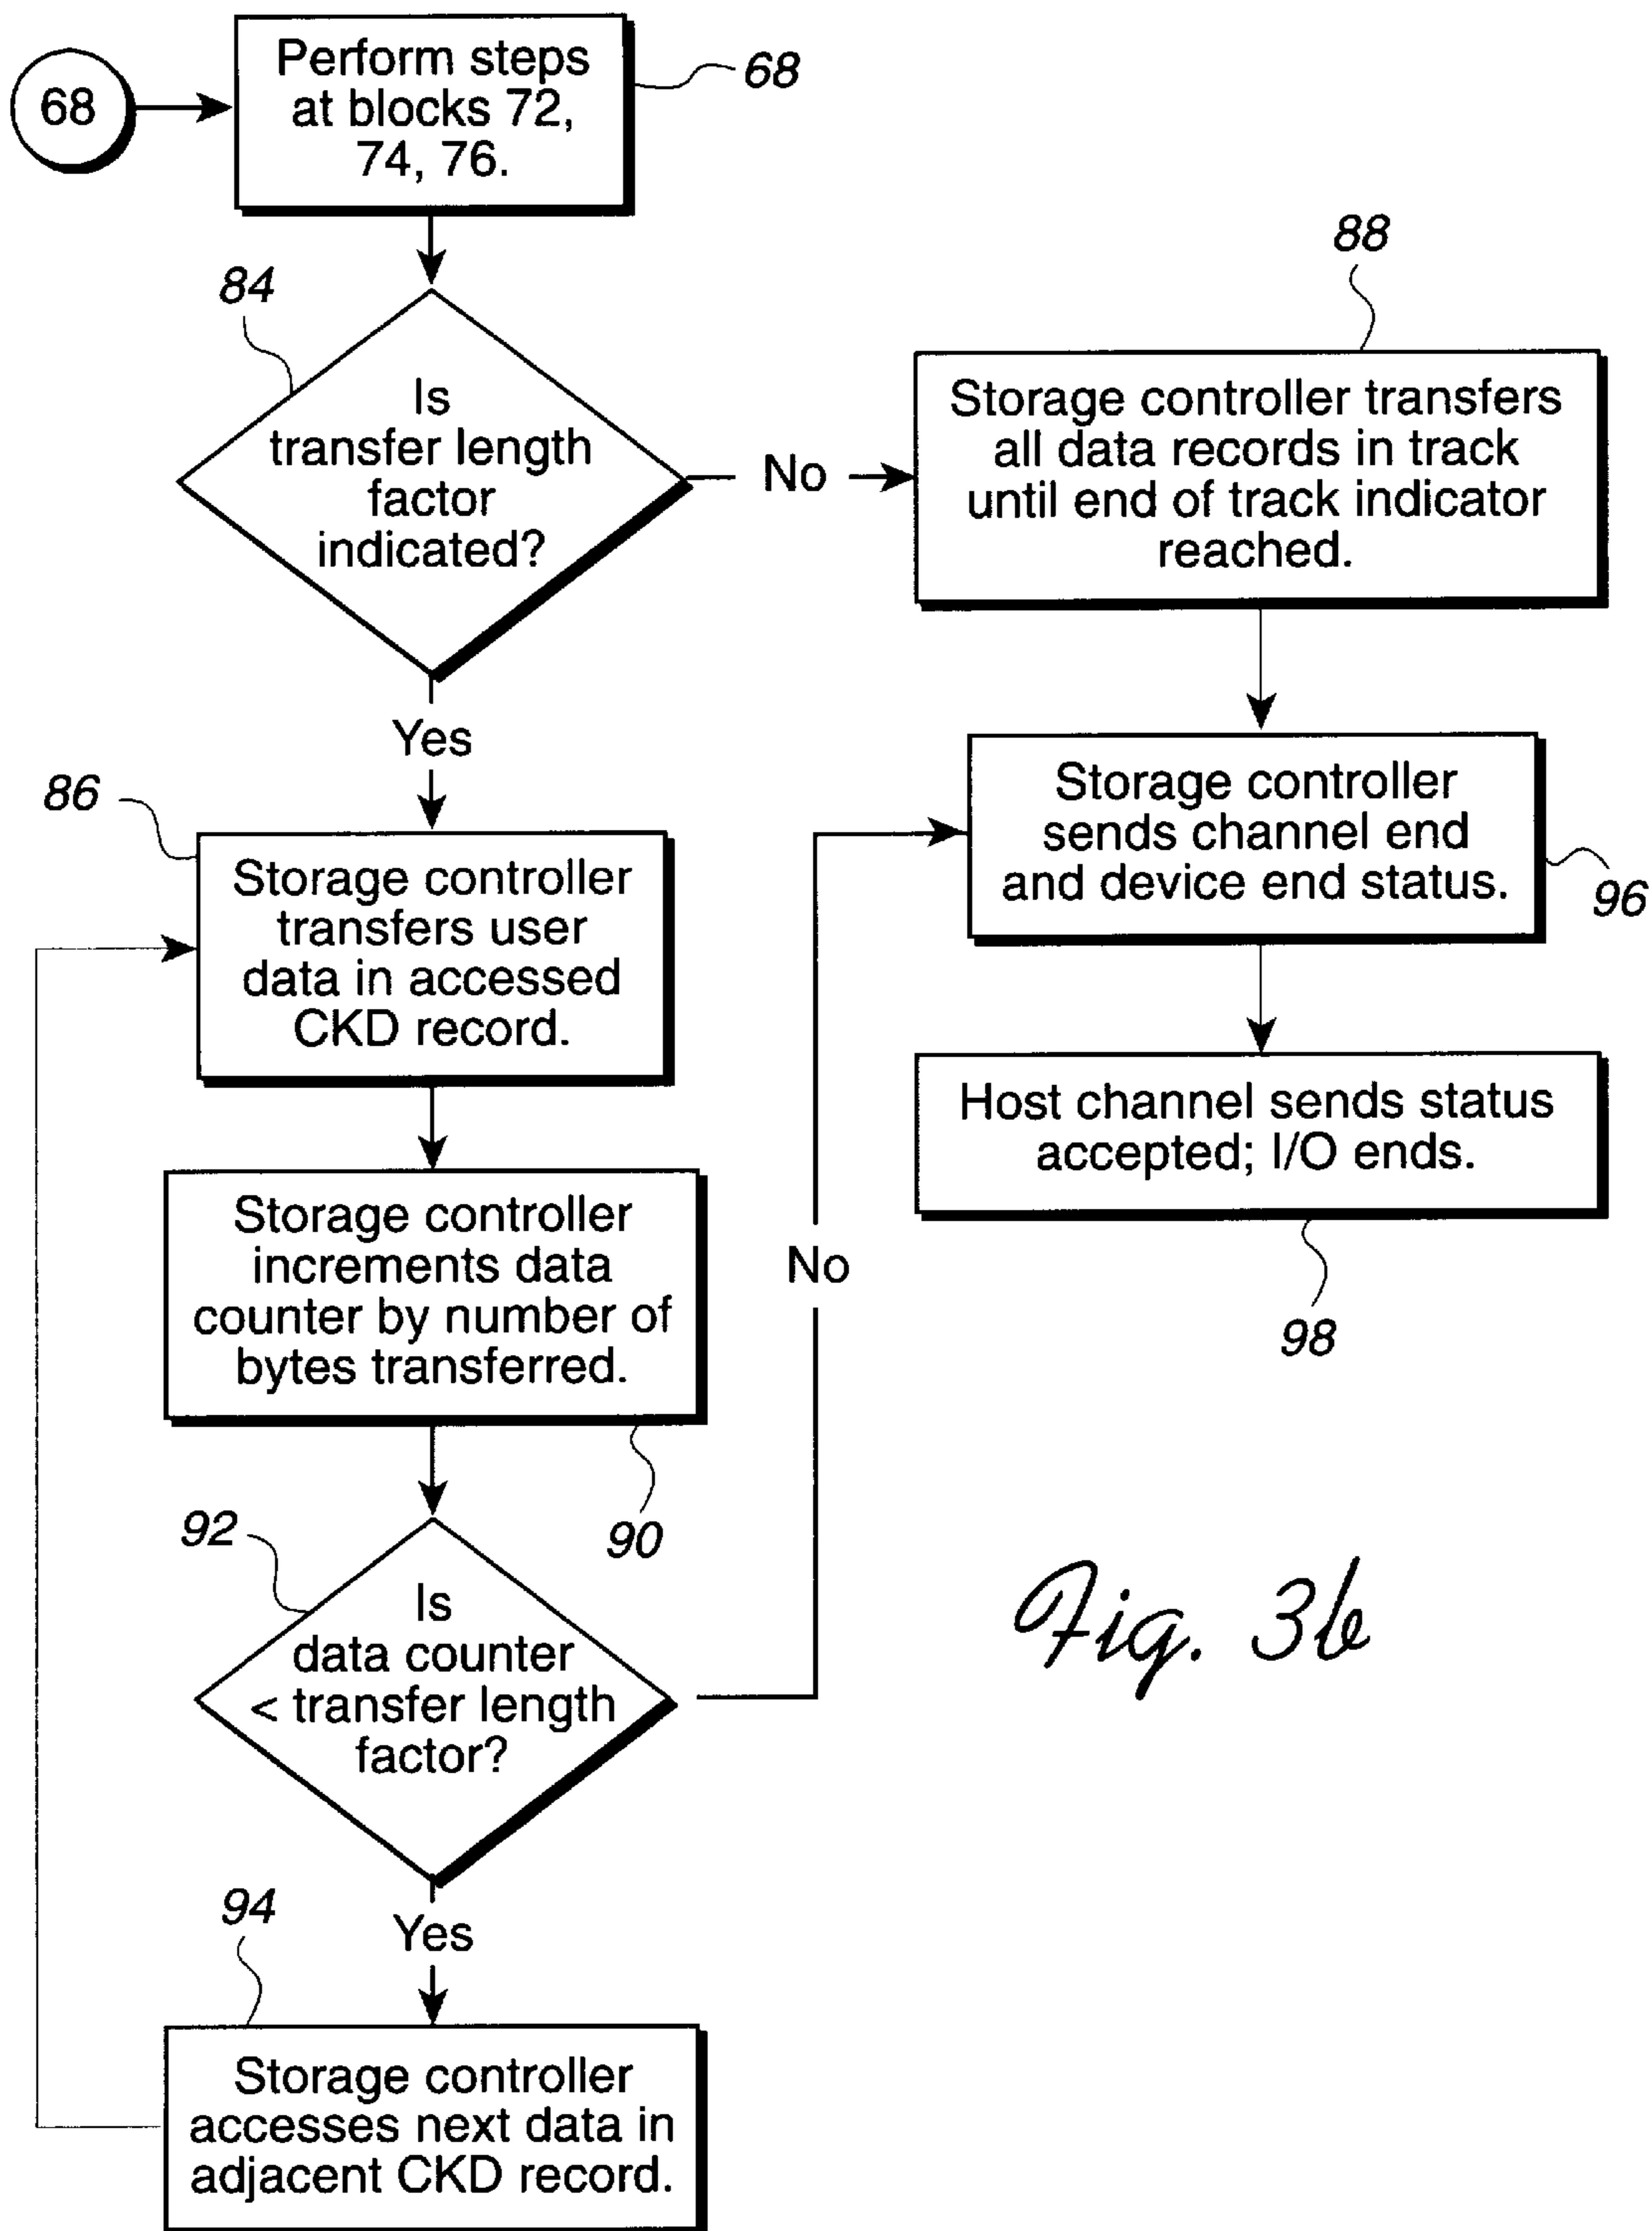 68
Perform steps
at blocks 72,
74, 76.
68
84
Is
transfer length
factor
indicated?
No
88
Storage controller transfers
all data records in track
until end of track indicator
reached.
Yes
86
Storage controller
transfers user
data in accessed
CKD record.
Storage controller
sends channel end
and device end status.
96
Host channel sends status
accepted; I/O ends.
98
Storage controller
increments data
counter by number of
bytes transferred.
90
No
92
Is
data counter
< transfer length
factor?
Yes
94
Storage controller
accesses next data in
adjacent CKD record.
Fig. 3b